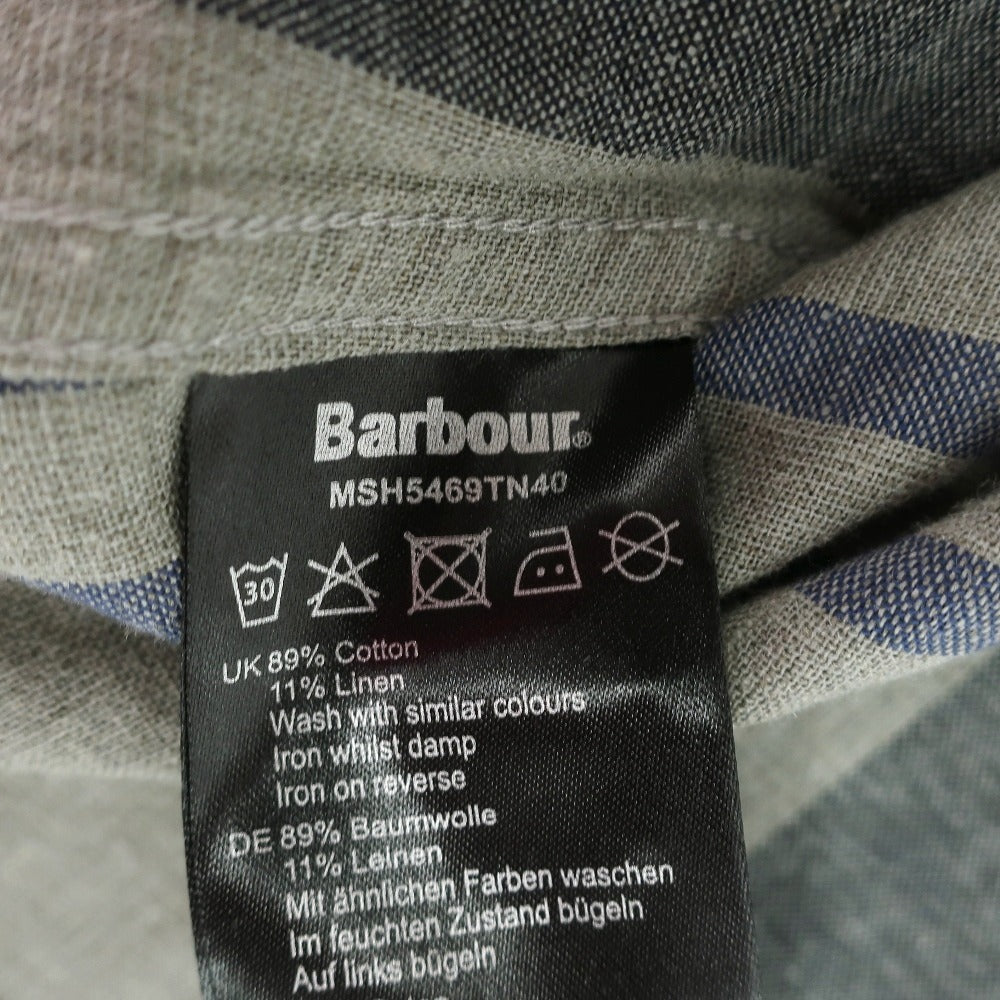 Barbour®
MSH5469TN40
30
UK 89% Cotton
11% Linen
Wash with similar colours
Iron whilst damp
Iron on reverse
DE 89% Baumwolle
11% Leinen
Mit ähnlichen Farben waschen
Im feuchten Zustand bügeln
Auf links bügeln